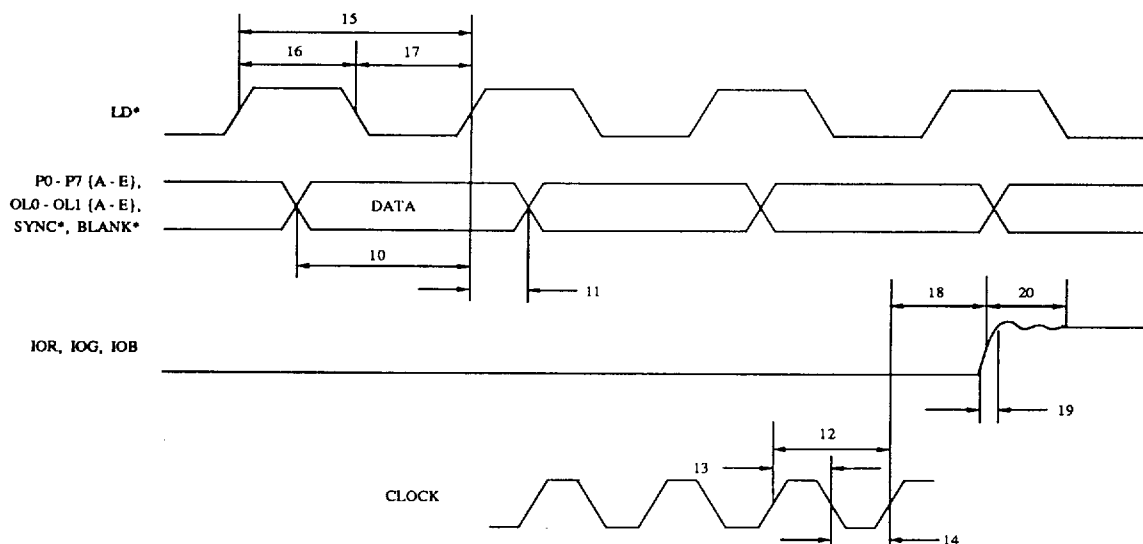 15
16
17
LD*
P0 - P7 {A - E},
OL0 - OL1 {A - E},
SYNC*, BLANK*
DATA
10
11
18
20
IOR, IOG, IOB
19
12
13
CLOCK
14